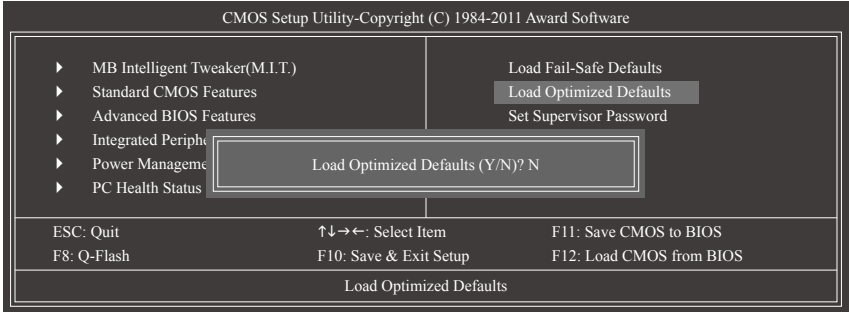 CMOS Setup Utility-Copyright (C) 1984-2011 Award Software
MB Intelligent Tweaker(M.I.T.)
Standard CMOS Features
Advanced BIOS Features
Integrated Periphe
Power Manageme
PC Health Status
Load Fail-Safe Defaults
Load Optimized Defaults
Set Supervisor Password
Load Optimized Defaults (Y/N)? N
ESC: Quit ↑↓→←: Select Item F11: Save CMOS to BIOS
F8: Q-Flash F10: Save & Exit Setup F12: Load CMOS from BIOS
Load Optimized Defaults